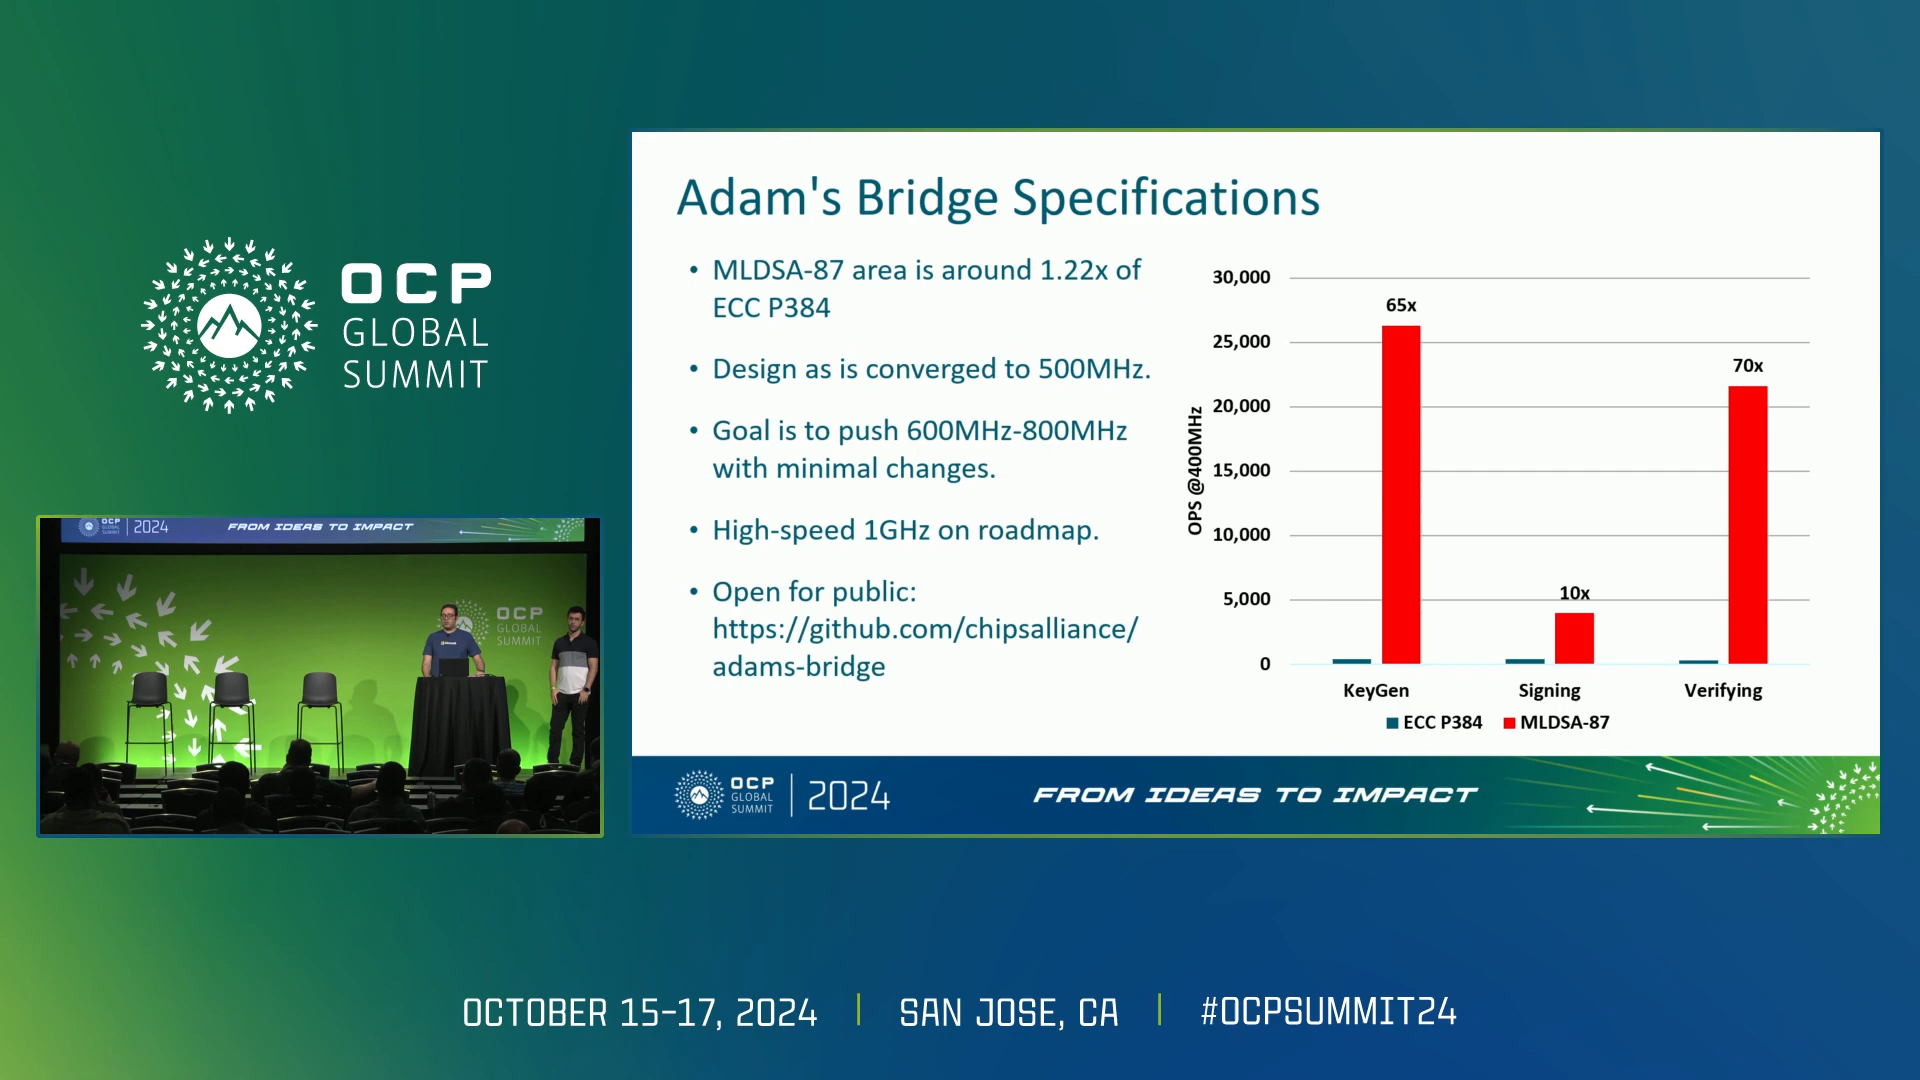 OCP
GLOBAL
SUMMIT
OCP
GLOBAL
SUMMIT
2024
FROM IDEAS TO IMPACT
OCP
GLOBAL
SUMMIT
Adam's Bridge Specifications
• MLDSA-87 area is around 1.22x of
ECC P384
• Design as is converged to 500MHz.
• Goal is to push 600MHz-800MHz
with minimal changes.
• High-speed 1GHz on roadmap.
• Open for public:
https://github.com/chipsalliance/
adams-bridge
OPS @400MHz
30,000
25,000
20,000
15,000
10,000
5,000
0
65x
10x
70x
KeyGen
Signing
Verifying
ECC P384
MLDSA-87
OCP
GLOBAL
SUMMIT
2024
FROM IDEAS TO IMPACT
OCTOBER 15-17, 2024
SAN JOSE, CA
#OCPSUMMIT24